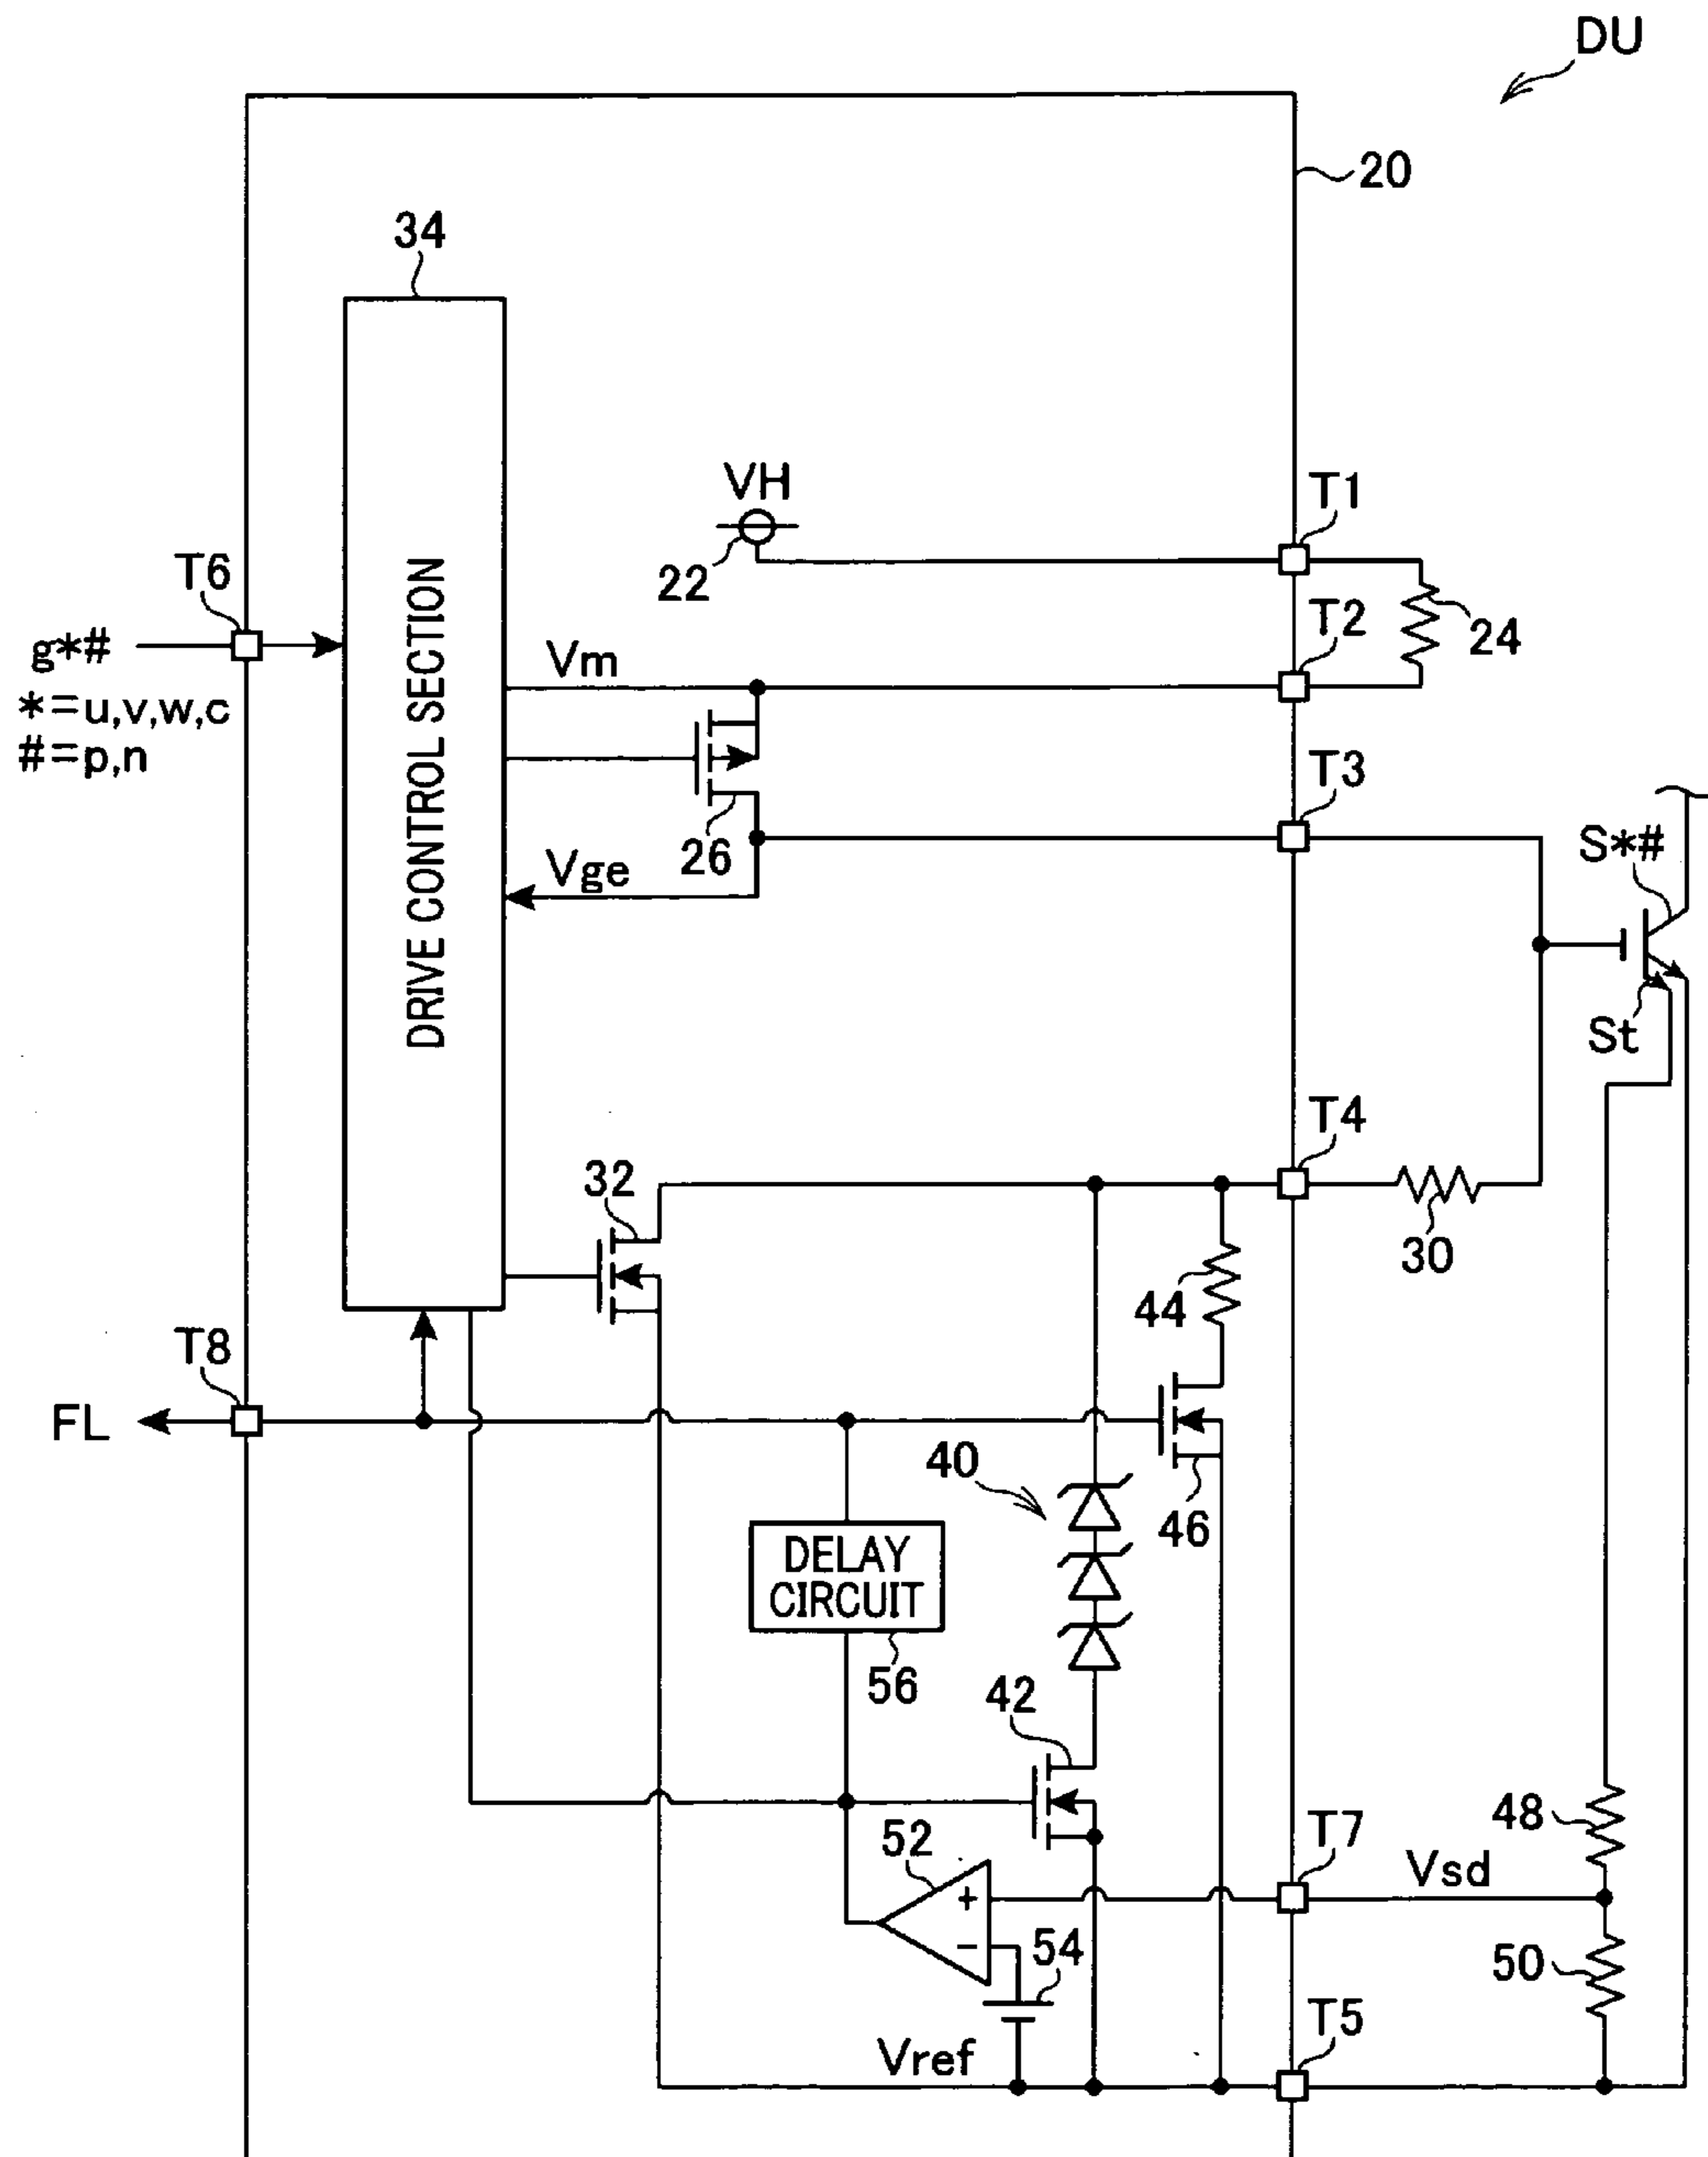 DU
20
34
VH
T1
22
T6
T2
24
g*#
Vm
*=u,v,w,c
#=p,n
DRIVE CONTROL SECTION
T3
26
S*#
Vge
St
T4
32
30
44
T8
FL
40
46
DELAY
CIRCUIT
56
42
48
T7
52
Vsd
+
−
54
50
T5
Vref